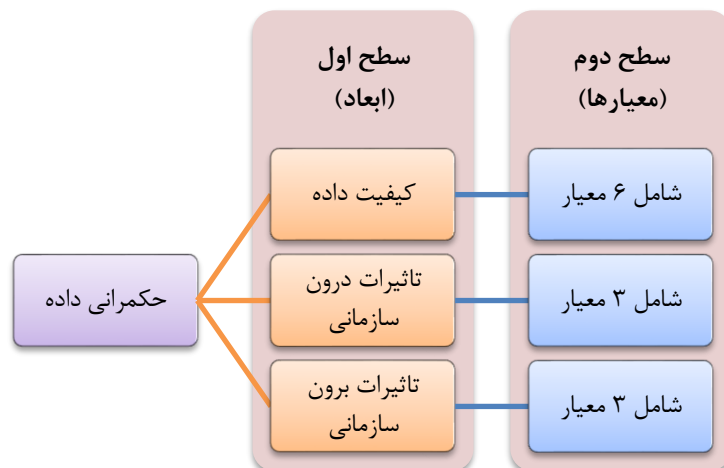 سطح اول
(ابعاد)
سطح دوم
(معیارها)
حکمرانی داده
کیفیت داده
شامل ۶ معیار
تاثیرات درون
سازمانی
شامل ۳ معیار
تاثیرات برون
سازمانی
شامل ۳ معیار